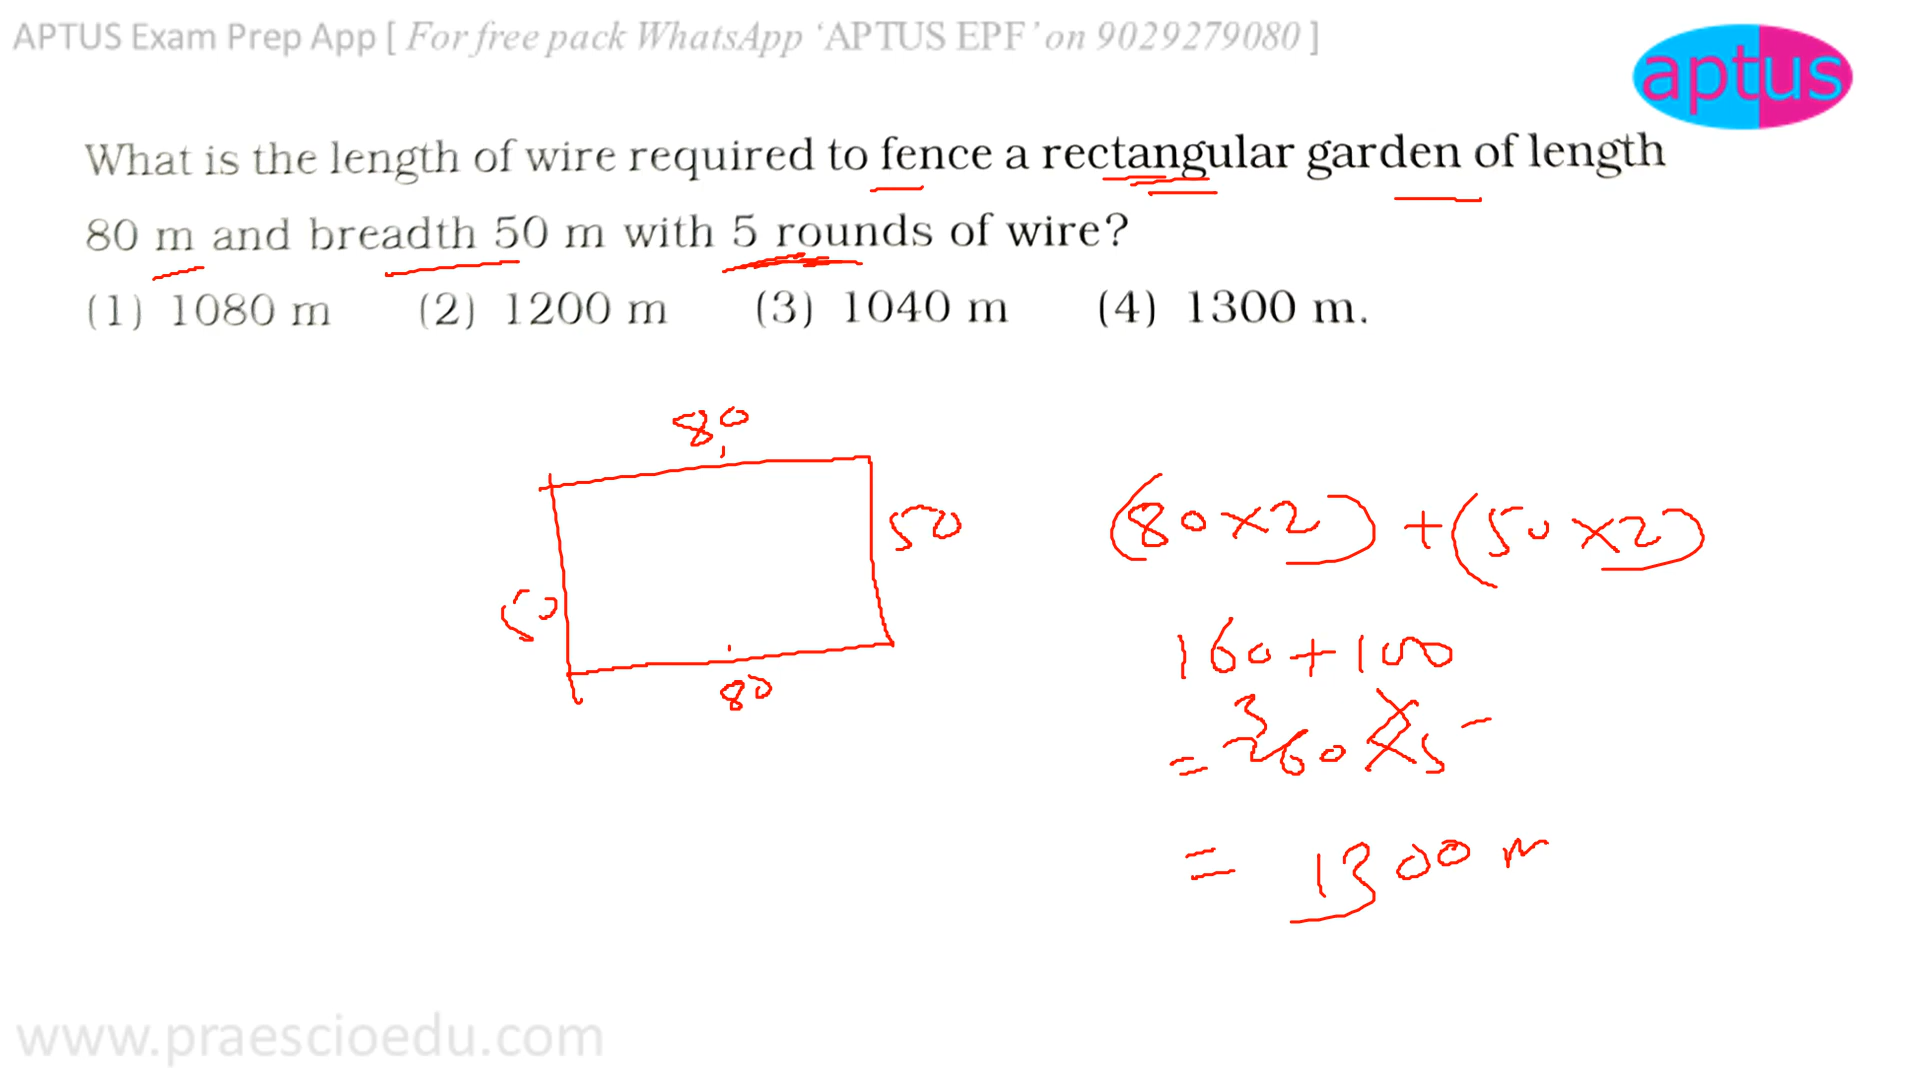 APTUS Exam Prep App [ For free pack WhatsApp ‘APTUS EPF’ on 9029279080 ]
aptus
What is the length of wire required to fence a rectangular garden of length
80 m and breadth 50 m with 5 rounds of wire?
(1) 1080 m (2) 1200 m (3) 1040 m (4) 1300 m.
80
50
50
80
(80 × 2) + (50 × 2)
160 + 100
= 260 × 5
= 1300 m
www.praescioedu.com